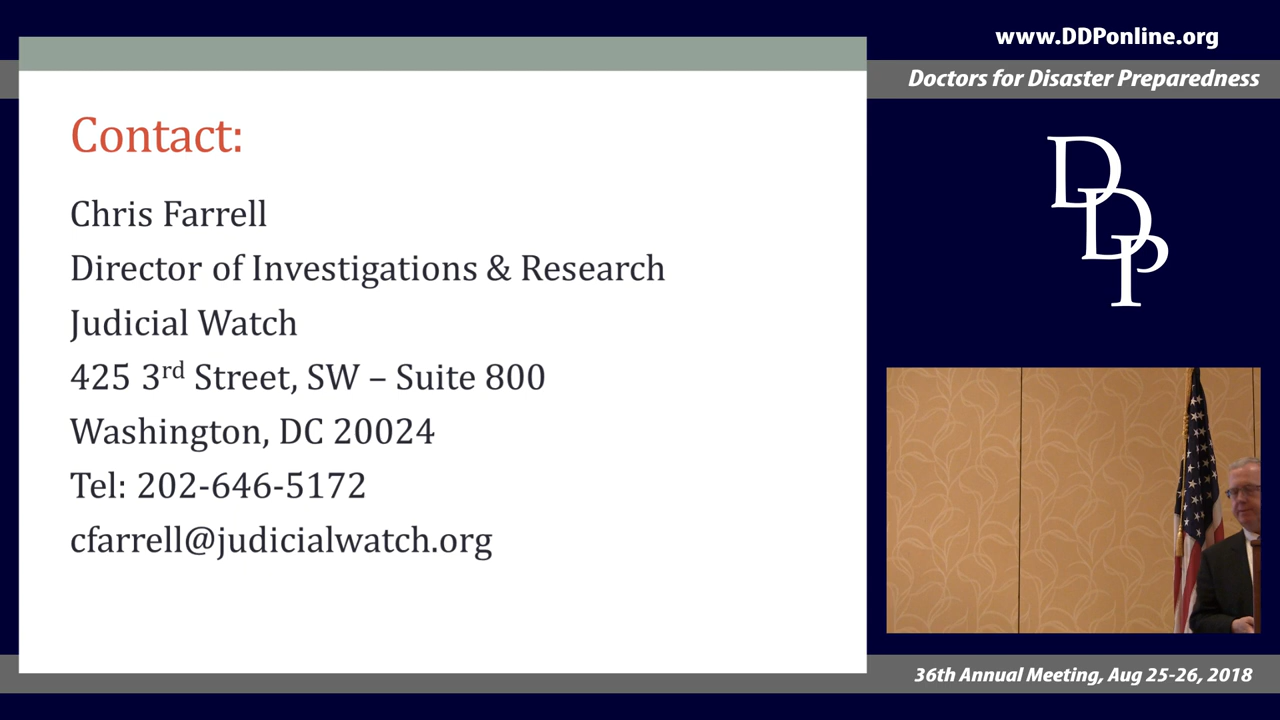 www.DDPonline.org
Doctors for Disaster Preparedness
DDP
Contact:
Chris Farrell
Director of Investigations & Research
Judicial Watch
425 3rd Street, SW – Suite 800
Washington, DC 20024
Tel: 202-646-5172
cfarrell@judicialwatch.org
36th Annual Meeting, Aug 25-26, 2018